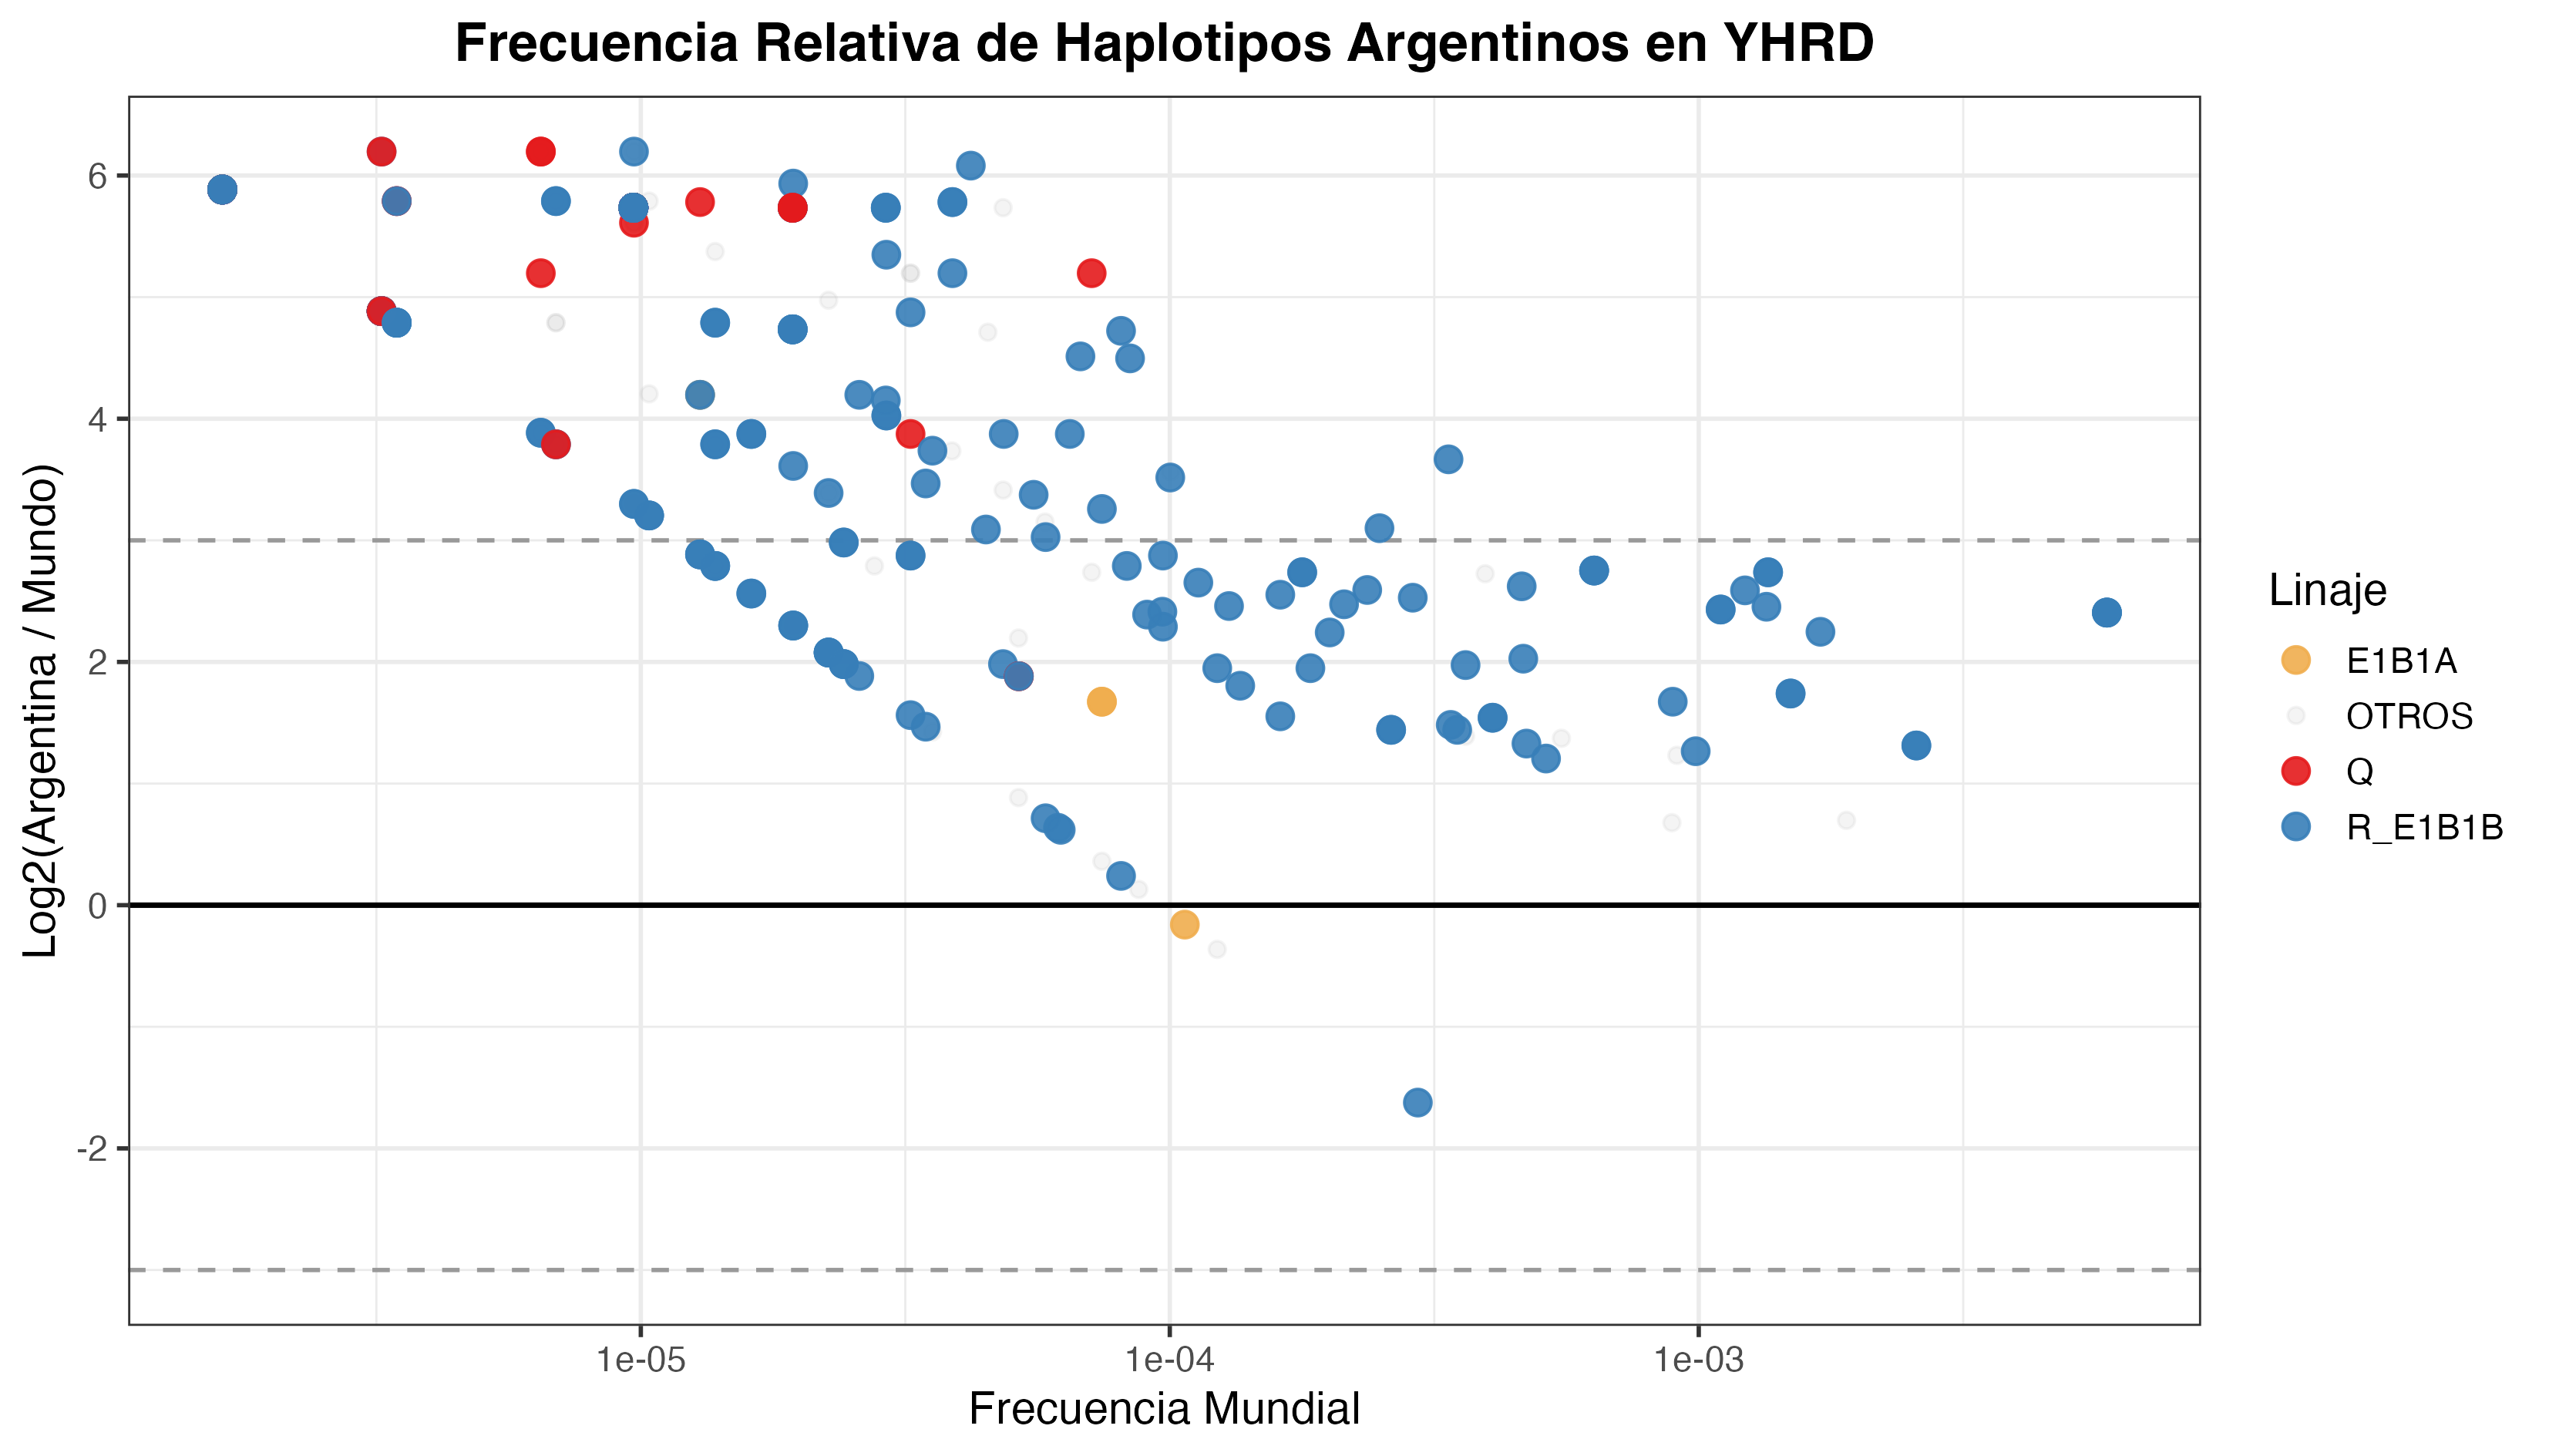 Frecuencia Relativa de Haplotipos Argentinos en YHRD
Log2(Argentina / Mundo)
6
4
2
0
-2
1e-05
1e-04
1e-03
Frecuencia Mundial
Linaje
E1B1A
OTROS
Q
R_E1B1B